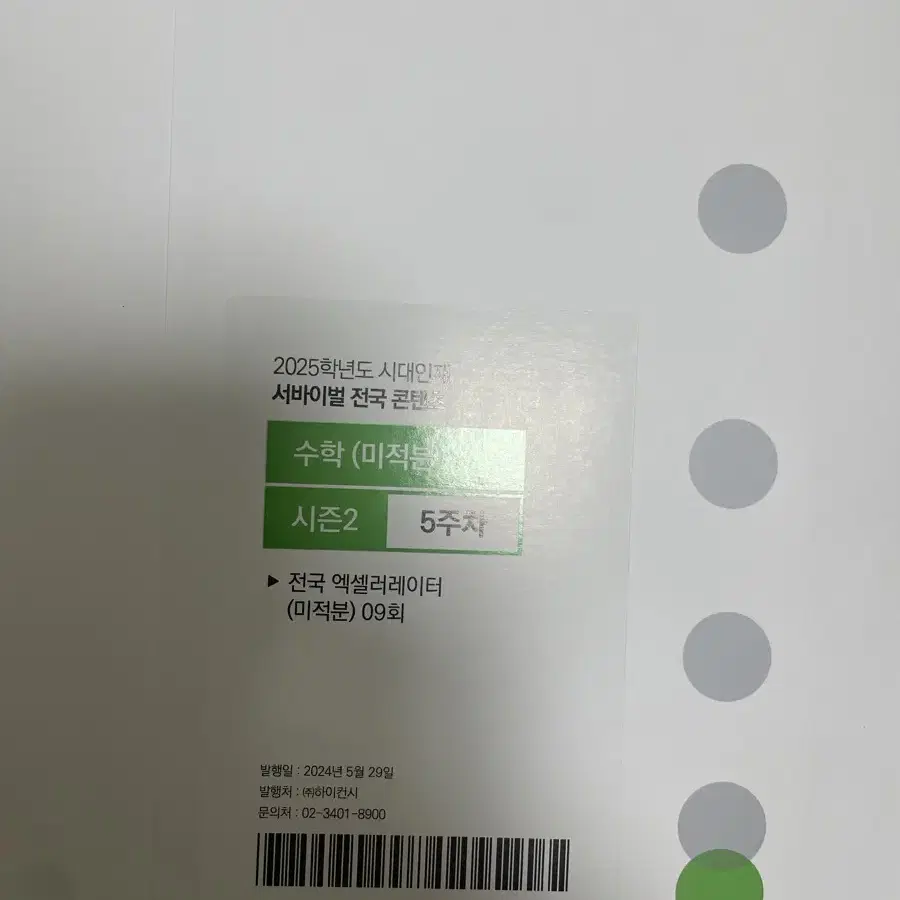 2025학년도 시대인재
서바이벌 전국 콘텐츠
수학 (미적분)
시즌2 5주차
▶ 전국 엑셀러레이터
(미적분) 09회
발행일 : 2024년 5월 29일
발행처 : ㈜하이컨시
문의처 : 02-3401-8900